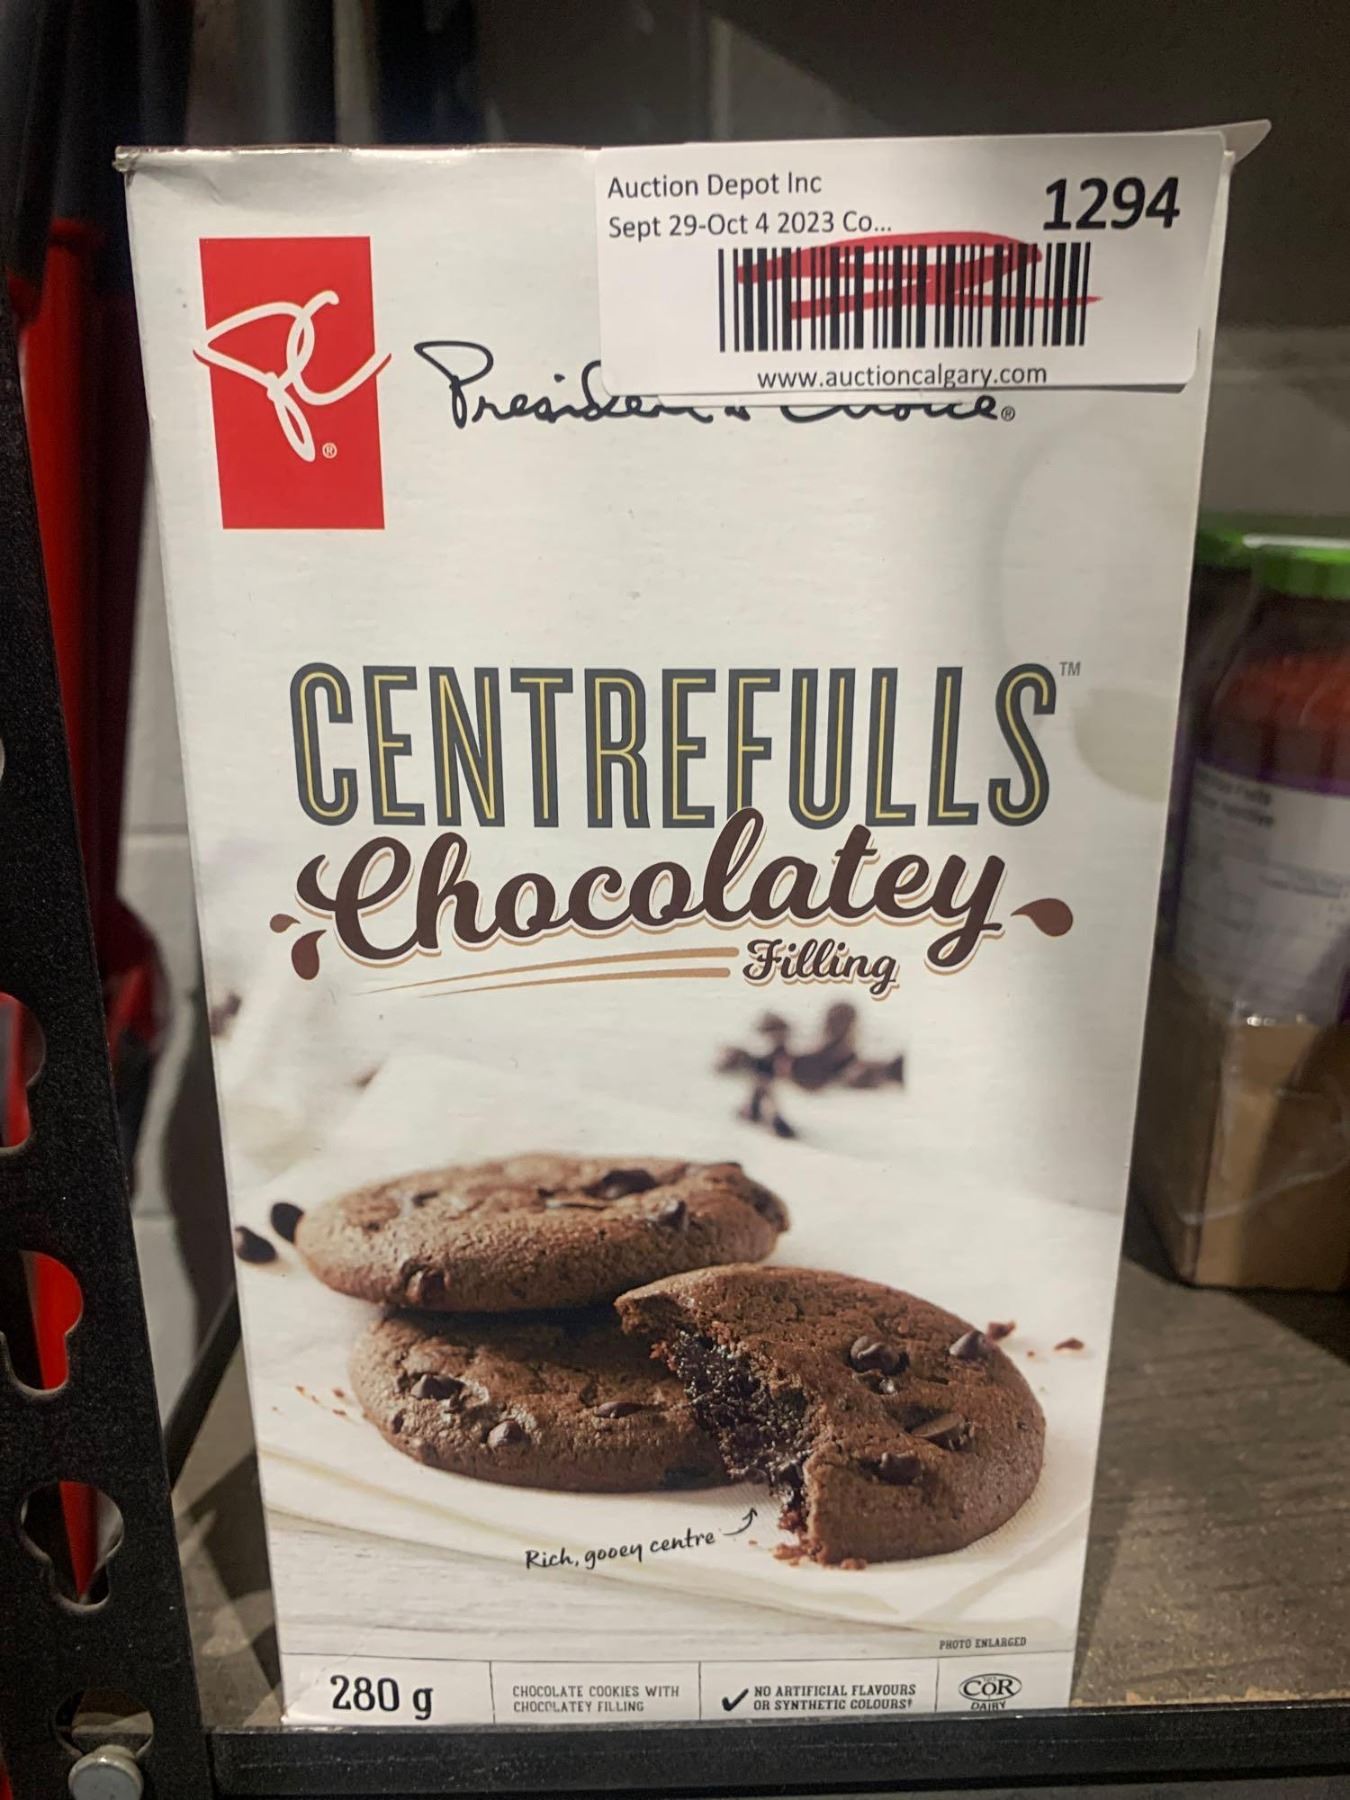 Auction Depot Inc
1294
Sept 29-Oct 4 2023 Co...
www.auctioncalgary.com
PC®
President's Choice®
CENTREFULLS™
Chocolatey
Filling
Rich, gooey centre
PHOTO ENLARGED
280 g
CHOCOLATE COOKIES WITH
CHOCOLATEY FILLING
NO ARTIFICIAL FLAVOURS
OR SYNTHETIC COLOURS†
COR
DAIRY